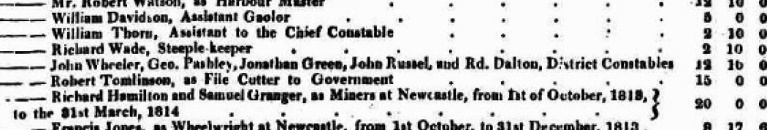 — — Mr. Robert Watson, as Harbour Master . . . . . 12 10 0
— — William Davidson, Assistant Gaolor . . . . . 5 0 0
— — William Thorn, Assistant to the Chief Constable . . . . . 2 10 0
— — Richard Wade, Steeple-keeper . . . . . 2 10 0
— — John Wheeler, Geo. Pashley, Jonathan Green, John Russel, and Rd. Dalton, District Constables 12 10 0
— — Robert Tomlinson, as File Cutter to Government . . . . . 15 0 0
— — Richard Hamilton and Samuel Granger, as Miners at Newcastle, from 1st of October, 1813, }
to the 31st March, 1814 . . . . . } 20 0 0
— — Francis Jones, as Wheelwright at Newcastle, from 1st October, to 31st December, 1813 . 8 17